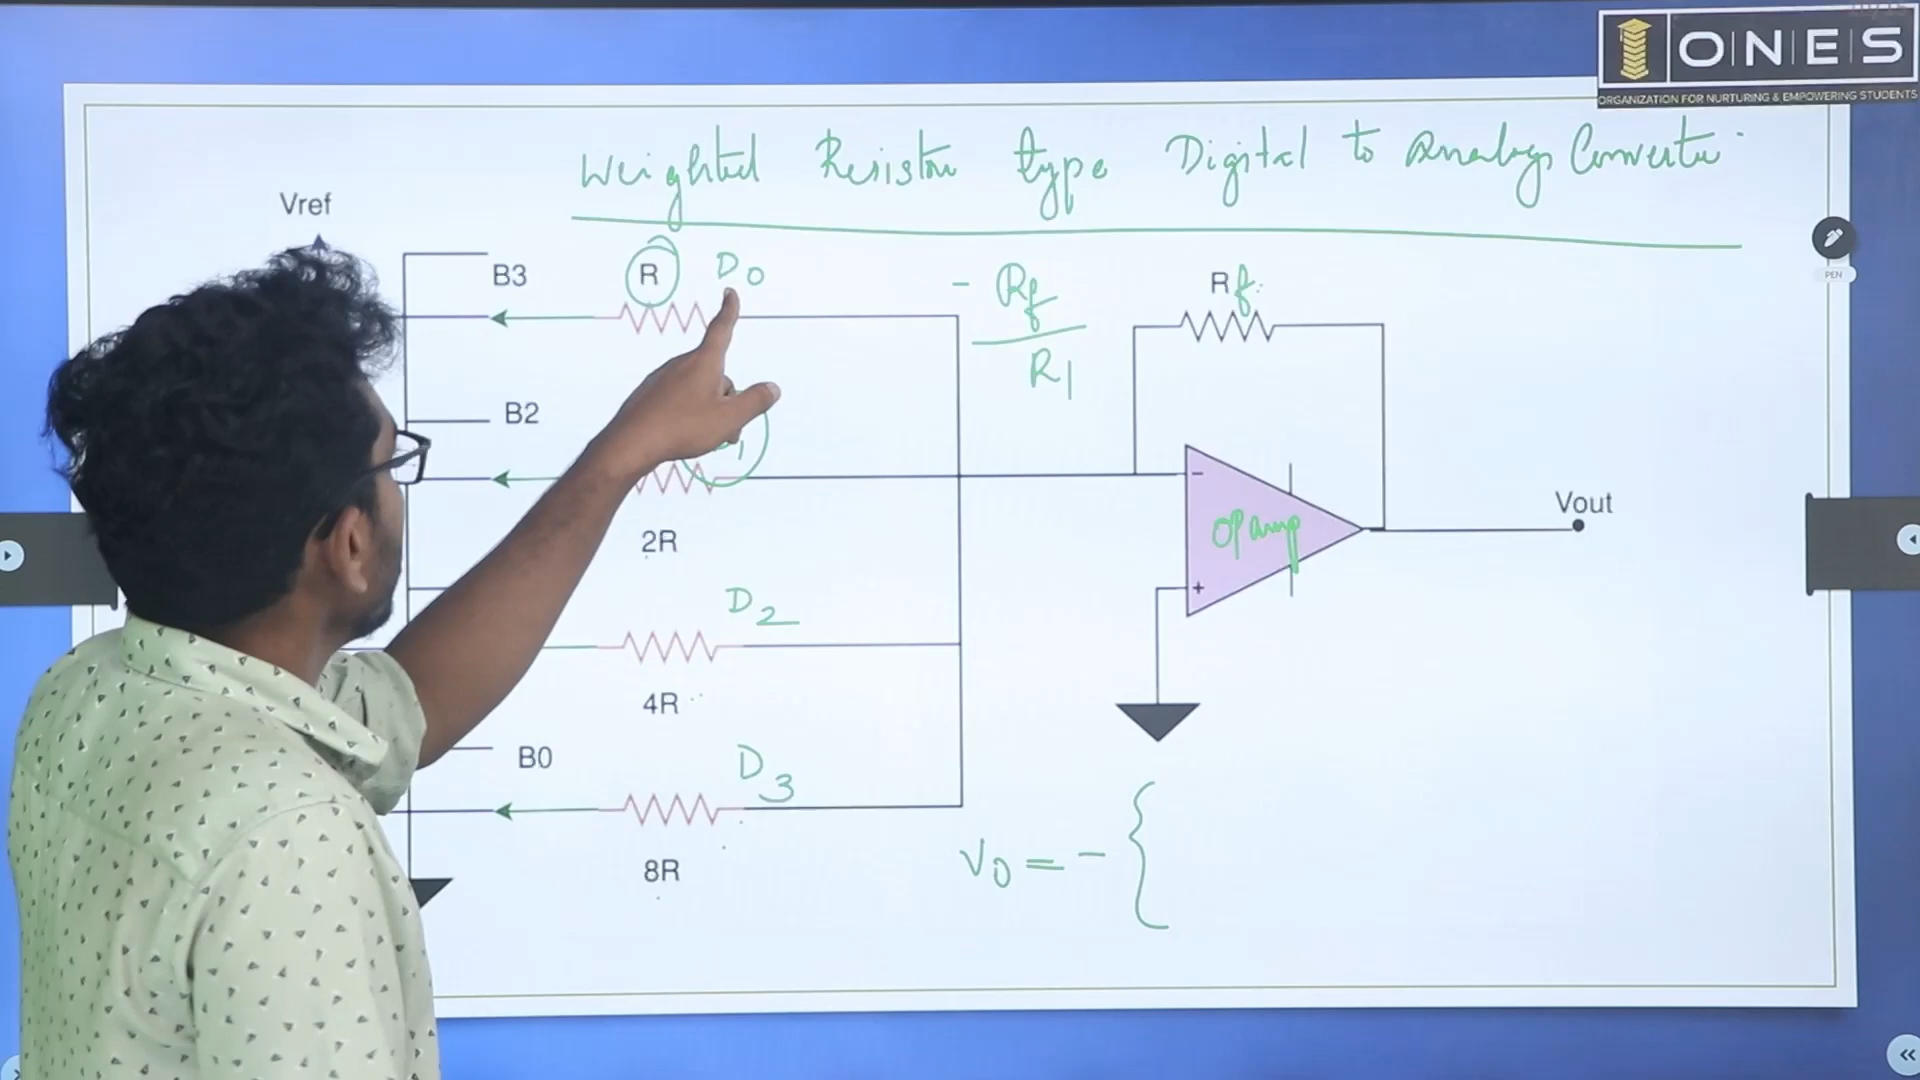 ONES
ORGANIZATION FOR NURTURING & EMPOWERING STUDENTS
Weighted Resistor type Digital to Analog Converter
Vref
B3
R
D0
- Rf
R1
Rf
PEN
B2
2R
-
OP amp
+
Vout
D2
4R
B0
D3
8R
V0 = - {